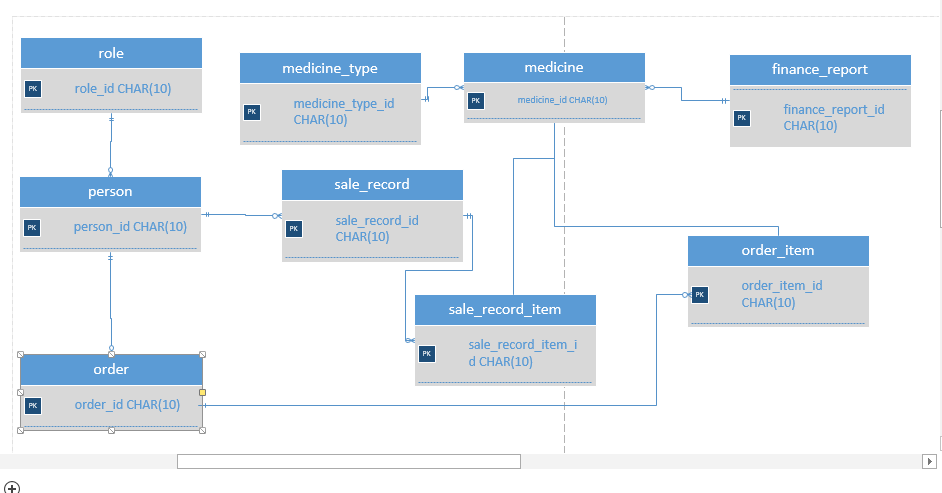 role
PK
role_id CHAR(10)
medicine_type
PK
medicine_type_id
CHAR(10)
medicine
PK
medicine_id CHAR(10)
finance_report
PK
finance_report_id
CHAR(10)
person
PK
person_id CHAR(10)
sale_record
PK
sale_record_id
CHAR(10)
order_item
PK
order_item_id
CHAR(10)
sale_record_item
PK
sale_record_item_i
d CHAR(10)
order
PK
order_id CHAR(10)